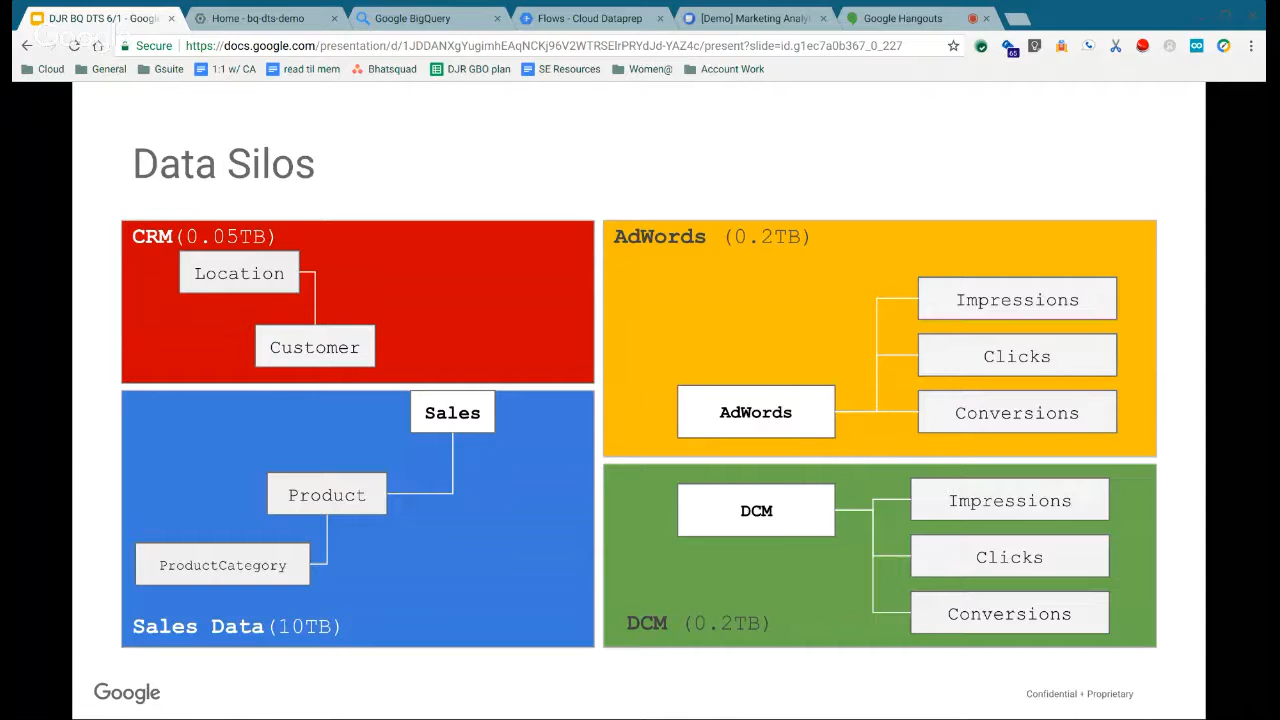 DJR BQ DTS 6/1 - Google
Home - bq-dts-demo
Google BigQuery
Flows - Cloud Dataprep
[Demo] Marketing Analy
Google Hangouts
Secure
https://docs.google.com/presentation/d/1JDDANXgYugimYEAqNCKj96V2WTRSElrPRYdJd-YAZ4c/present?slide=id.g1ec7a0b367_0_227
65
Cloud
General
Gsuite
1:1 w/ CA
read til mem
Bhatsquad
DJR GBO plan
SE Resources
Women@
Account Work
Data Silos
CRM(0.05TB)
Location
Customer
AdWords (0.2TB)
Impressions
Clicks
AdWords
Conversions
Sales
Product
ProductCategory
Sales Data(10TB)
DCM
Impressions
Clicks
Conversions
DCM (0.2TB)
Google
Confidential + Proprietary